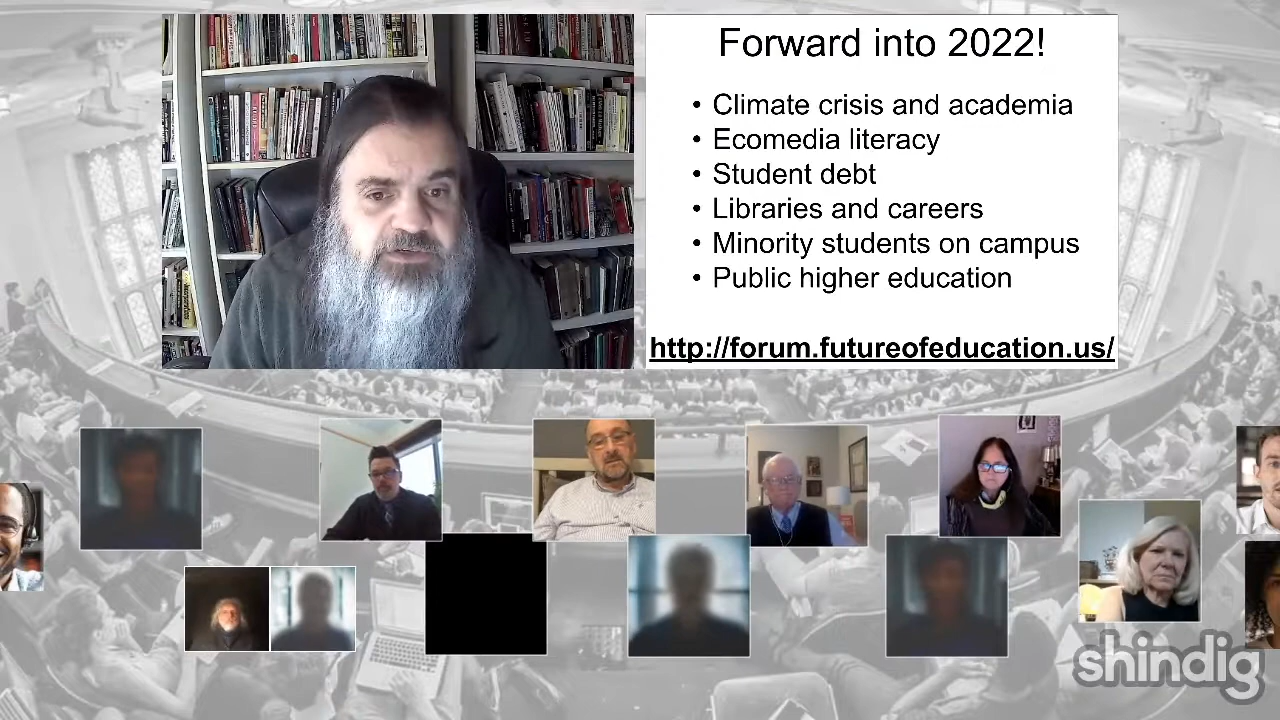 Forward into 2022!
• Climate crisis and academia
• Ecomedia literacy
• Student debt
• Libraries and careers
• Minority students on campus
• Public higher education
http://forum.futureofeducation.us/
shindig